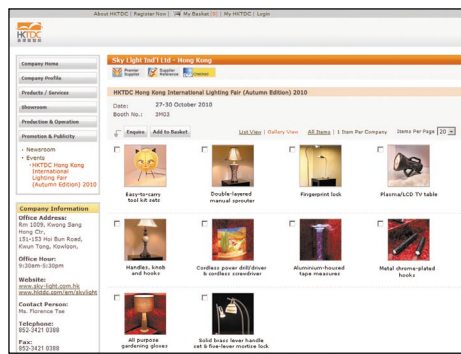 About HKTDC | Register Now | My Basket (0) | My HKTDC | Login
HKTDC
香港貿發局
Company Home
Company Profile
Products / Services
Showroom
Production & Operation
Promotion & Publicity
- Newsroom
- Events
-HKTDC Hong Kong
International
Lighting Fair
(Autumn Edition) 2010
Company Information
Office Address:
Rm 1009, Kwong Sang
Hong Ctr,
151-153 Hoi Bun Road,
Kwun Tong, Kowloon,
Office Hour:
9:30am-5:30pm
Website:
www.sky-light.com.hk
www.hktdc.com/em/skylight
Contact Person:
Ms. Florence Tse
Telephone:
852-3421 0388
Fax:
852-3421 0388
Sky Light Ind'l Ltd - Hong Kong
Premier
Supplier
Supplier
Reference
HKTDC Hong Kong International Lighting Fair (Autumn Edition) 2010
Date: 27-30 October 2010
Booth No.: 3M03
Enquire Add to Basket List View | Gallery View All Items | 1 Item Per Company Items Per Page 20
Easy-to-carry
tool kit sets
Double-layered
manual sprouter
Fingerprint lock
Plasma/LCD TV table
Handles, knob
and hooks
Cordless power drill/driver
& cordless screwdriver
Aluminium-housed
tape measures
Metal chrome-plated
hooks
All purpose
gardening gloves
Solid brass lever handle
set & five-lever mortice lock